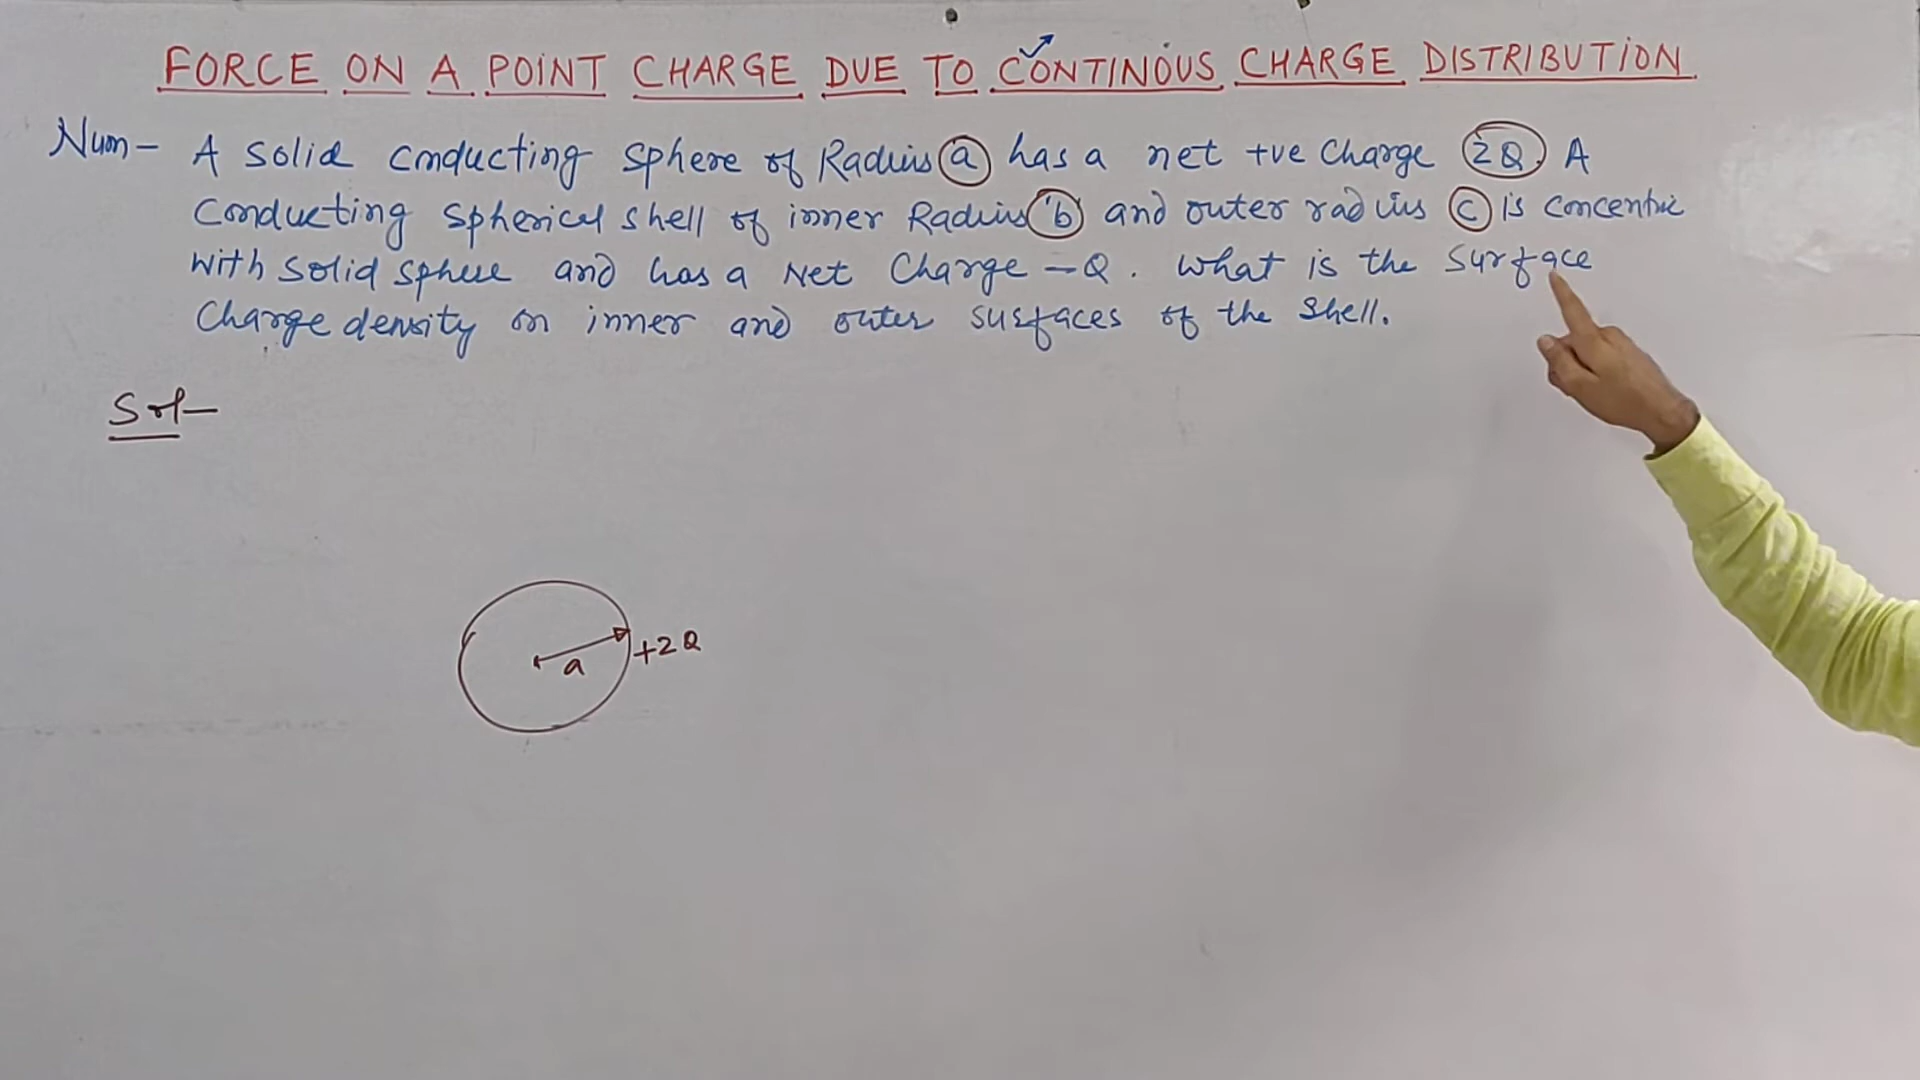 FORCE ON A POINT CHARGE DUE TO CONTINOUS CHARGE DISTRIBUTION
Num- A solid conducting sphere of Radius a has a net +ve charge 2Q. A
conducting spherical shell of inner Radius 'b' and outer radius c is concentric
with solid sphere and has a Net Charge -Q. What is the Surface
Charge density on inner and outer surfaces of the shell.
Sol-
a
+2Q